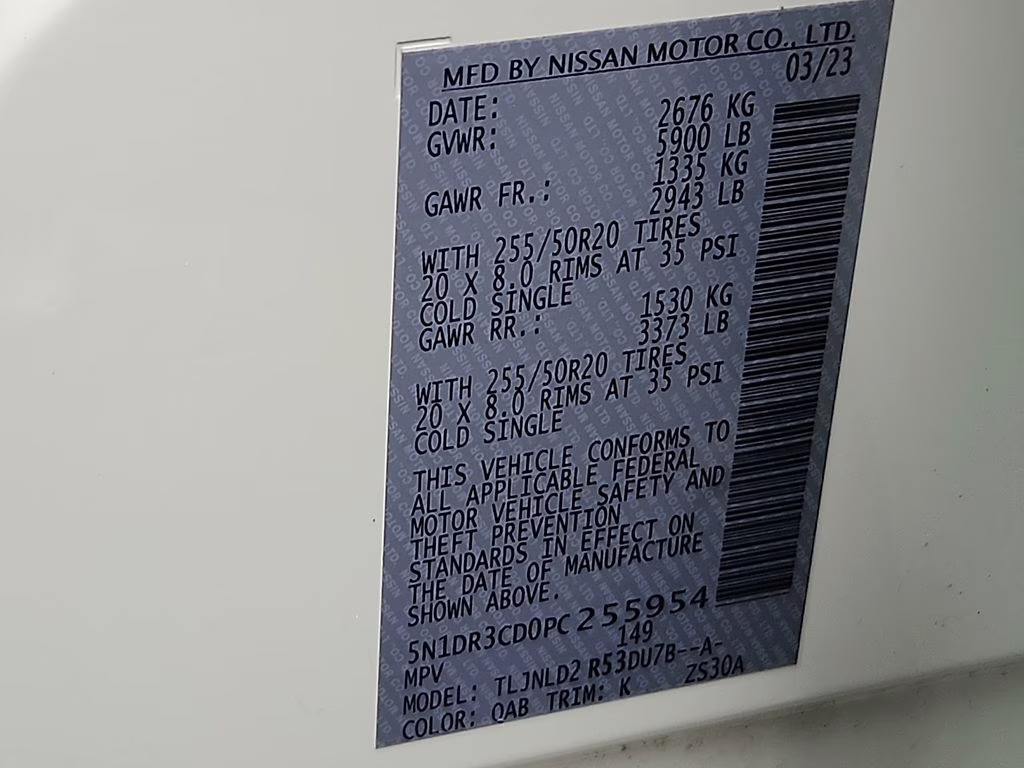 MFD BY NISSAN MOTOR CO., LTD.
DATE: 03/23
GVWR: 2676 KG
5900 LB
GAWR FR.: 1335 KG
2943 LB
WITH 255/50R20 TIRES
20 X 8.0 RIMS AT 35 PSI
COLD SINGLE
GAWR RR.: 1530 KG
3373 LB
WITH 255/50R20 TIRES
20 X 8.0 RIMS AT 35 PSI
COLD SINGLE
THIS VEHICLE CONFORMS TO
ALL APPLICABLE FEDERAL
MOTOR VEHICLE SAFETY AND
THEFT PREVENTION
STANDARDS IN EFFECT ON
THE DATE OF MANUFACTURE
SHOWN ABOVE.
5N1DR3CD0PC255954
MPV 149
MODEL: TLJNLD2 R53DU7B--A-
COLOR: QAB TRIM: K ZS30A